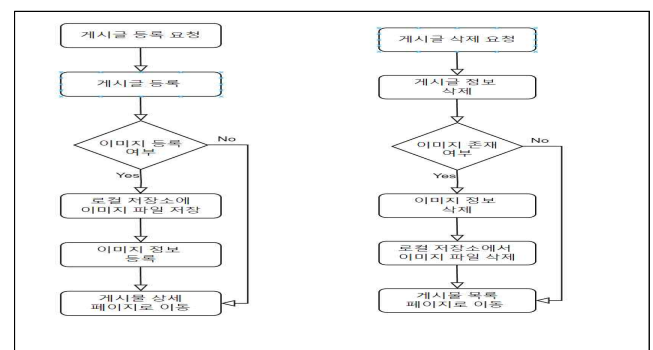 게시글 등록 요청
게시글 등록
이미지 등록
여부
No
Yes
로컬 저장소에
이미지 파일 저장
이미지 정보
등록
게시물 상세
페이지로 이동
게시글 삭제 요청
게시글 정보
삭제
이미지 존재
여부
No
Yes
이미지 정보
삭제
로컬 저장소에서
이미지 파일 삭제
게시물 목록
페이지로 이동